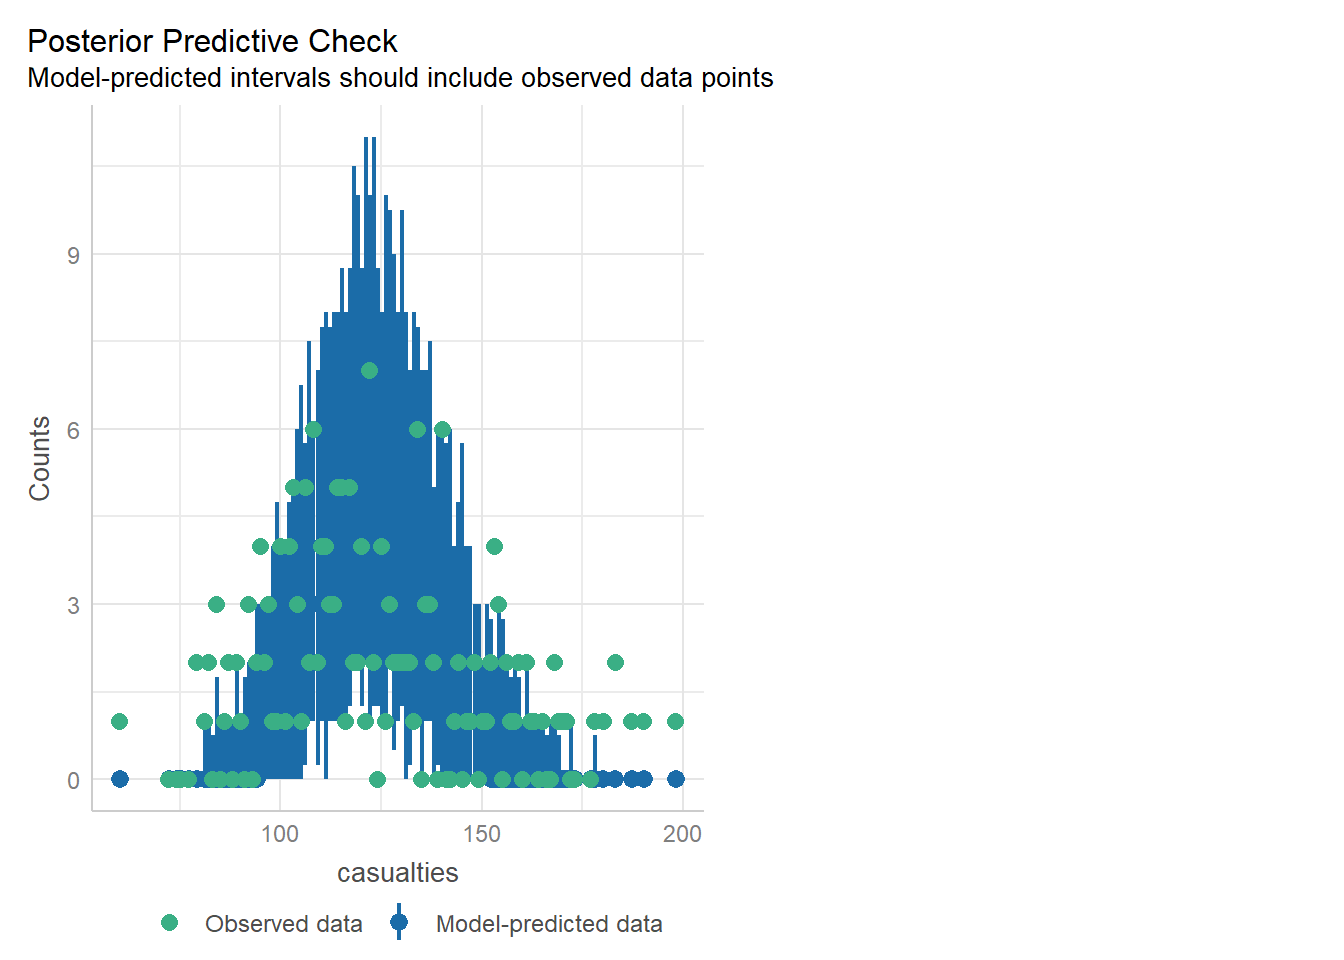 Posterior Predictive Check
Model-predicted intervals should include observed data points
9
6
3
0
Counts
100 150 200
casualties
Observed data Model-predicted data